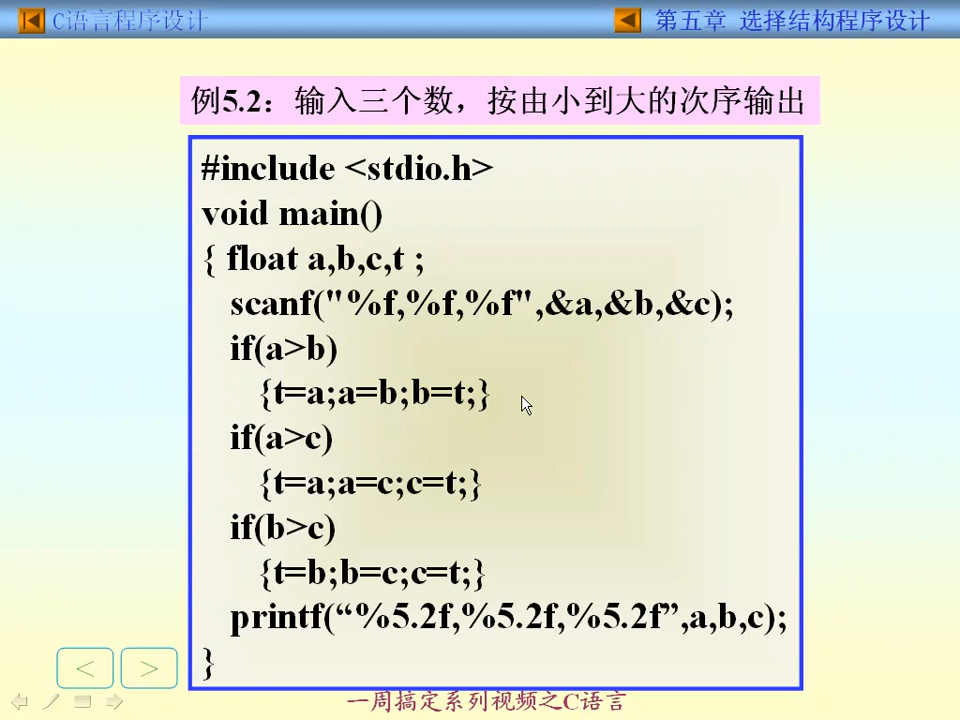 C语言程序设计
第五章 选择结构程序设计
例5.2：输入三个数，按由小到大的次序输出
#include <stdio.h>
void main()
{ float a,b,c,t ;
scanf("%f,%f,%f",&a,&b,&c);
if(a>b)
{t=a;a=b;b=t;}
if(a>c)
{t=a;a=c;c=t;}
if(b>c)
{t=b;b=c;c=t;}
printf(“%5.2f,%5.2f,%5.2f”,a,b,c);
}
< >
一周搞定系列视频之C语言